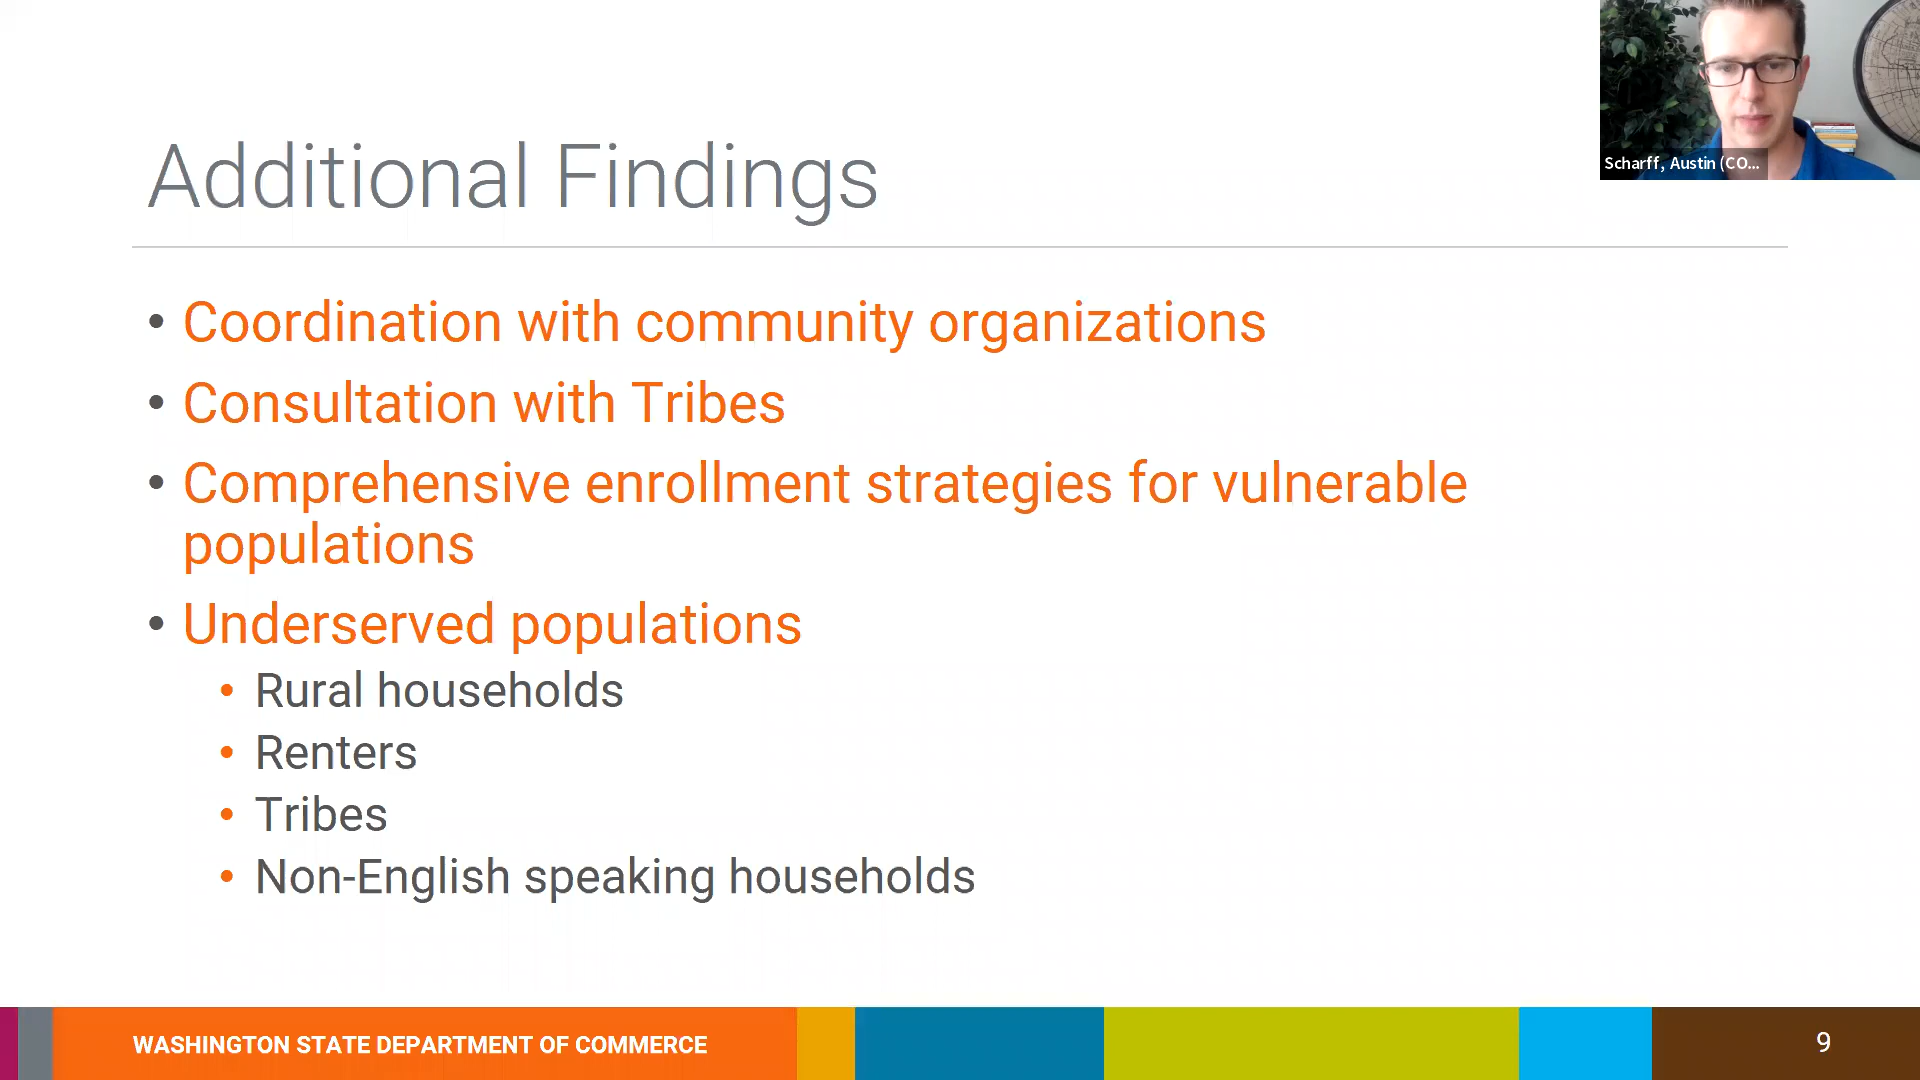 Scharff, Austin (CO...
Additional Findings
• Coordination with community organizations
• Consultation with Tribes
• Comprehensive enrollment strategies for vulnerable
populations
• Underserved populations
• Rural households
• Renters
• Tribes
• Non-English speaking households
WASHINGTON STATE DEPARTMENT OF COMMERCE
9